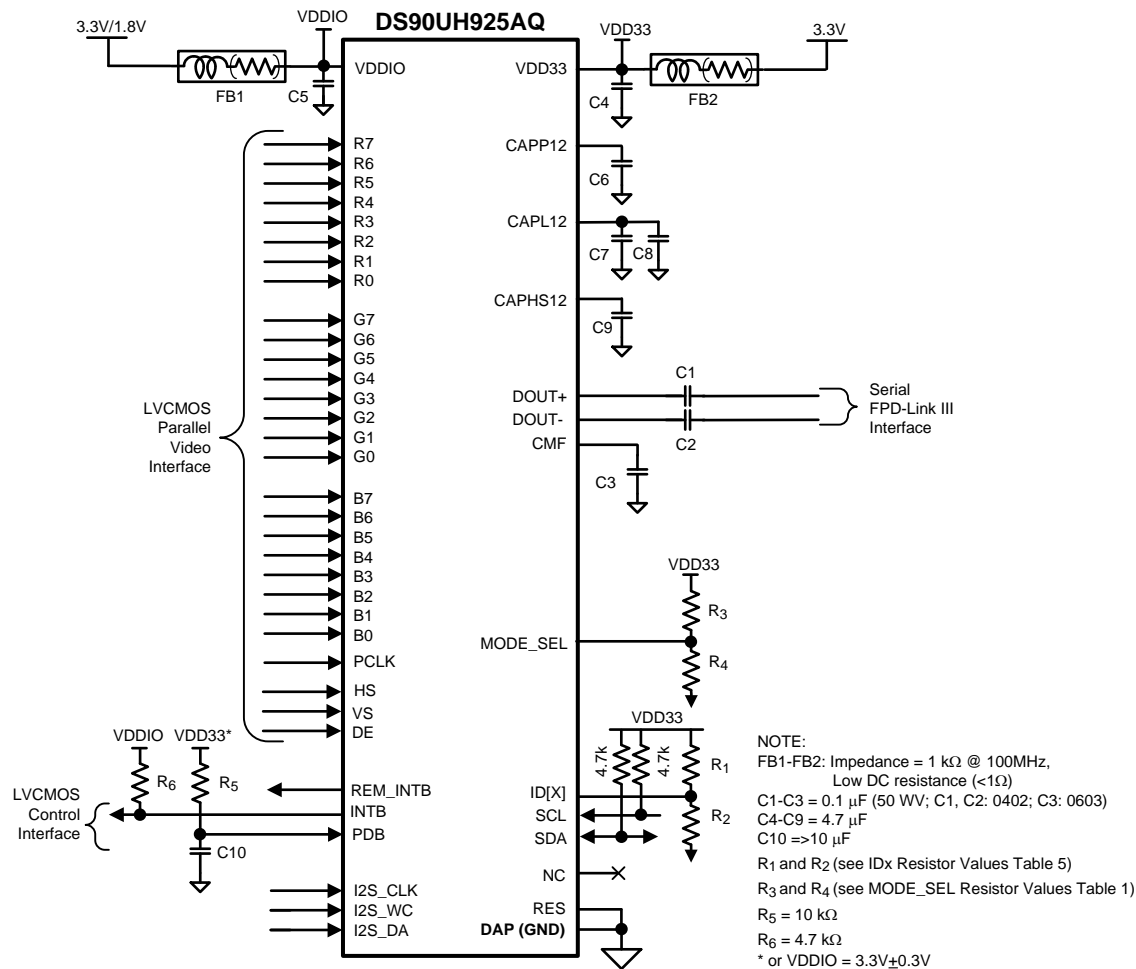 DS90UH925AQ
3.3V/1.8V
VDDIO
FB1
C5
VDDIO
VDD33
VDD33
3.3V
C4
FB2
R7
R6
R5
R4
R3
R2
R1
R0
CAPP12
C6
CAPL12
C7
C8
CAPHS12
C9
G7
G6
G5
G4
G3
G2
G1
G0
LVCMOS
Parallel
Video
Interface
DOUT+
DOUT-
CMF
C1
C2
C3
Serial
FPD-Link III
Interface
B7
B6
B5
B4
B3
B2
B1
B0
PCLK
HS
VS
DE
VDD33
R3
MODE_SEL
R4
VDDIO
VDD33*
R6
R5
LVCMOS
Control
Interface
REM_INTB
INTB
PDB
C10
VDD33
4.7k
4.7k
R1
ID[X]
SCL
R2
SDA
NC
RES
DAP (GND)
I2S_CLK
I2S_WC
I2S_DA
NOTE:
FB1-FB2: Impedance = 1 kΩ @ 100MHz,
Low DC resistance (<1Ω)
C1-C3 = 0.1 μF (50 WV; C1, C2: 0402; C3: 0603)
C4-C9 = 4.7 μF
C10 =>10 μF
R1 and R2 (see IDx Resistor Values Table 5)
R3 and R4 (see MODE_SEL Resistor Values Table 1)
R5 = 10 kΩ
R6 = 4.7 kΩ
* or VDDIO = 3.3V±0.3V